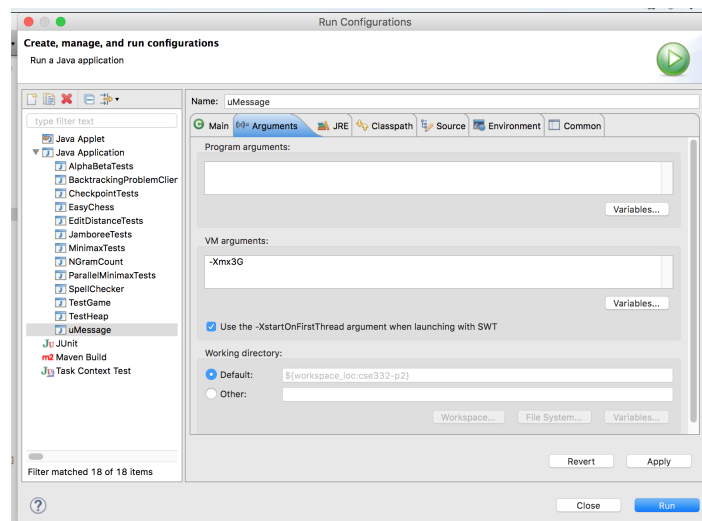 Run Configurations
Create, manage, and run configurations
Run a Java application
Name: uMessage
type filter text
Main
(x)= Arguments
JRE
Classpath
Source
Environment
Common
Java Applet
Java Application
AlphaBetaTests
BacktrackingProblemClier
CheckpointTests
EasyChess
EditDistanceTests
JamboreeTests
MinimaxTests
NGramCount
ParallelMinimaxTests
SpellChecker
TestGame
TestHeap
uMessage
Ju JUnit
m2 Maven Build
Task Context Test
Filter matched 18 of 18 items
Program arguments:
Variables...
VM arguments:
-Xmx3G
Variables...
Use the -XstartOnFirstThread argument when launching with SWT
Working directory:
Default: ${workspace_loc:cse332-p2}
Other:
Workspace... File System... Variables...
Revert Apply
? Close Run